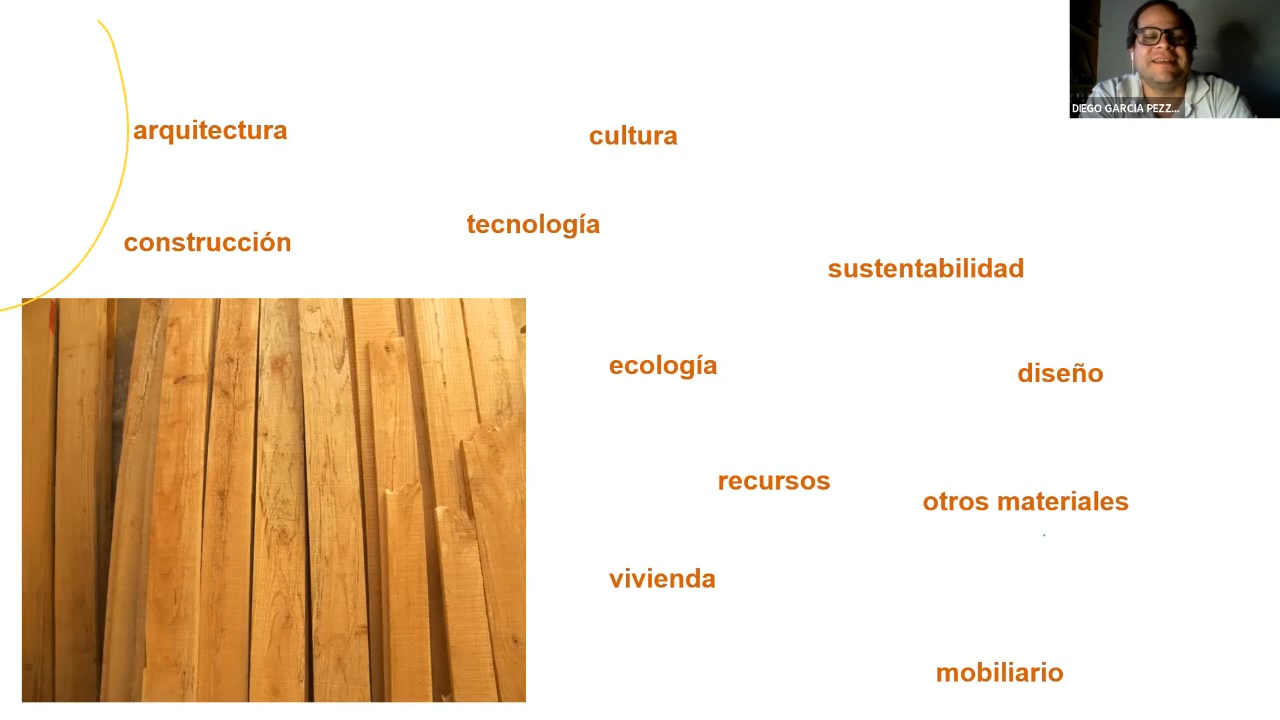 DIEGO GARCIA PEZZ...
arquitectura
cultura
tecnología
construcción
sustentabilidad
ecología
diseño
recursos
otros materiales
vivienda
mobiliario